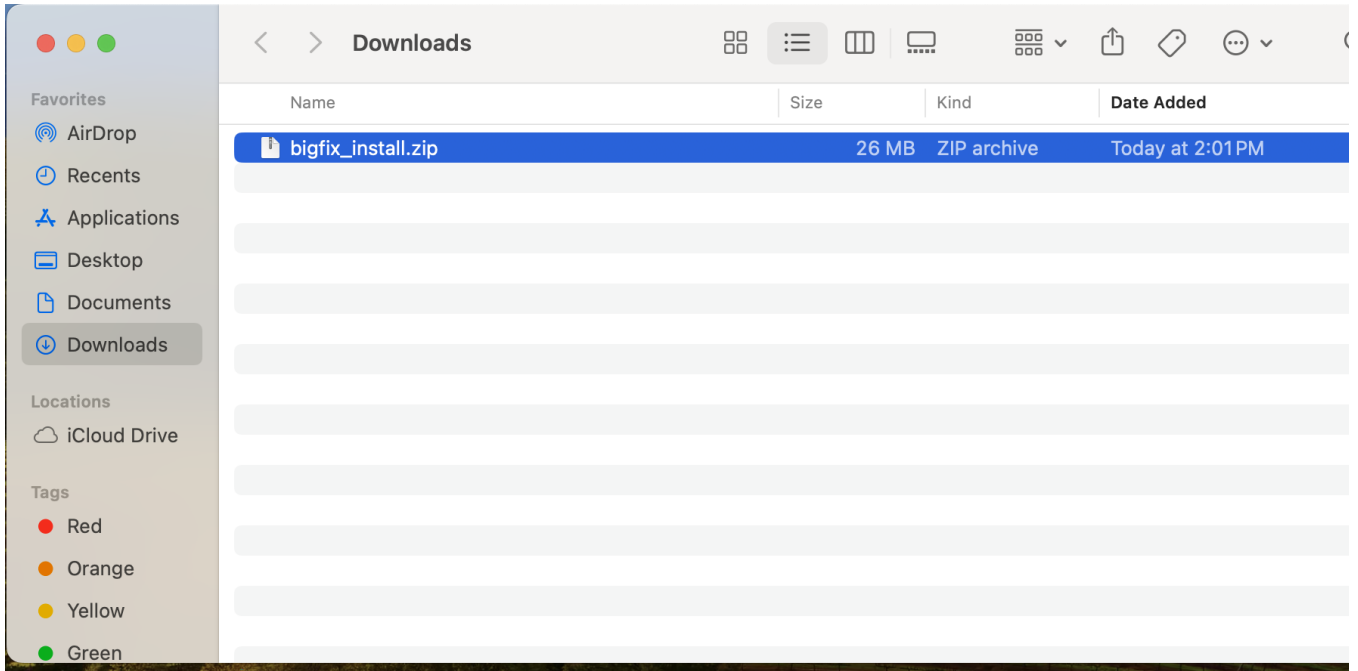 Downloads
Name Size Kind Date Added
bigfix_install.zip 26 MB ZIP archive Today at 2:01 PM
Favorites
AirDrop
Recents
Applications
Desktop
Documents
Downloads
Locations
iCloud Drive
Tags
Red
Orange
Yellow
Green